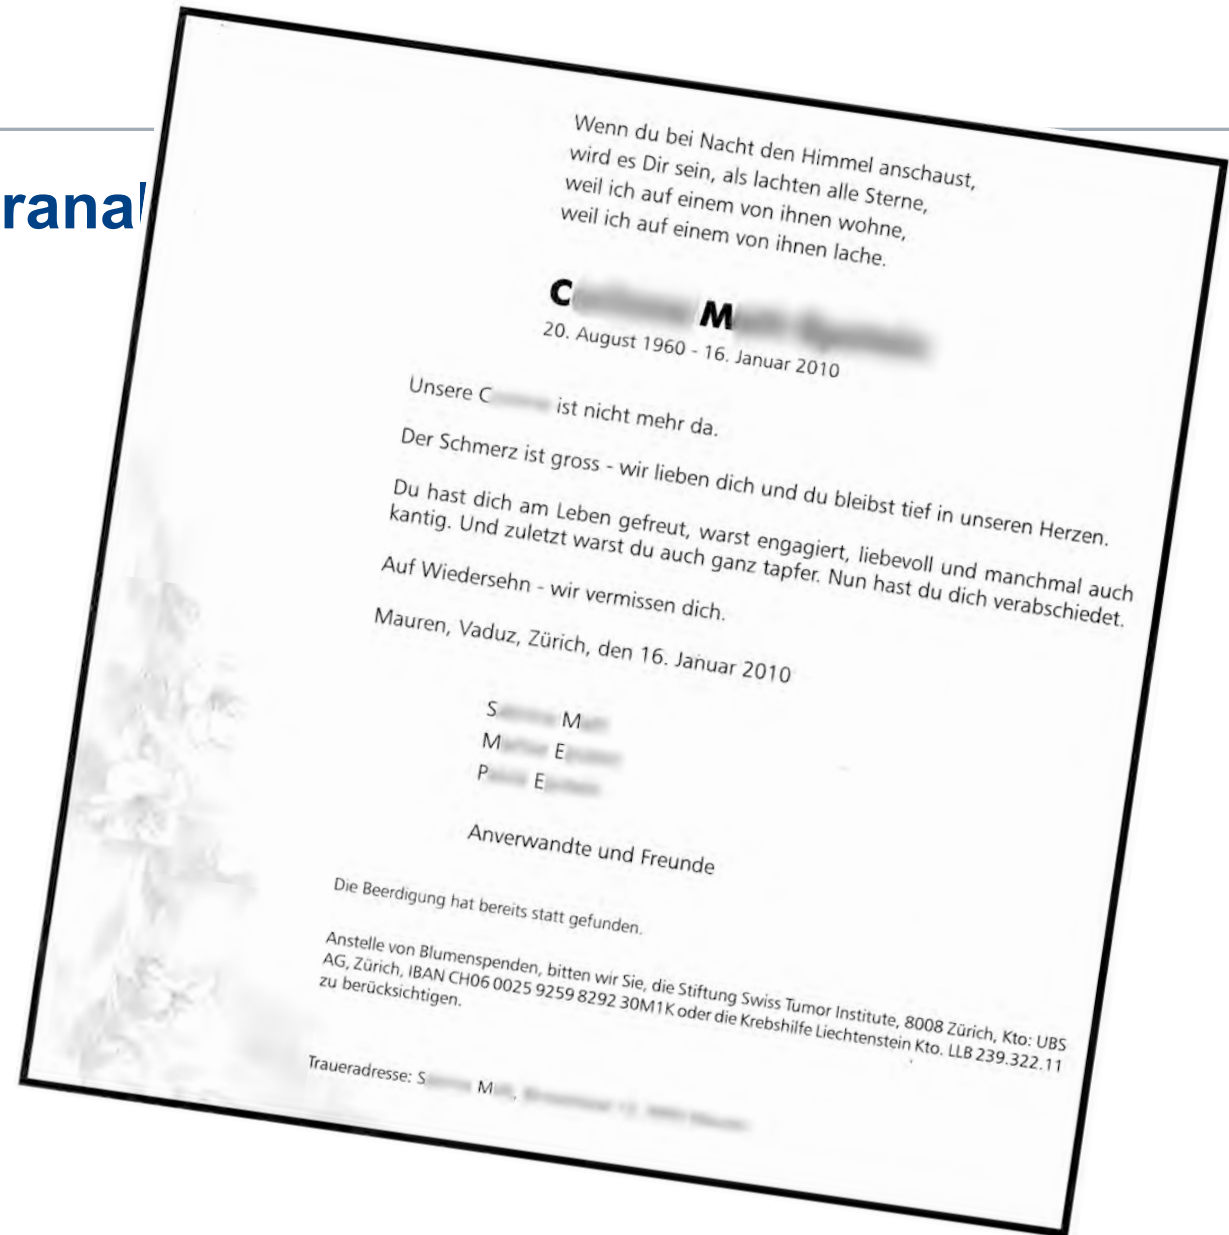 Wenn du bei Nacht den Himmel anschaust,
wird es Dir sein, als lachten alle Sterne,
weil ich auf einem von ihnen wohne,
weil ich auf einem von ihnen lache.
rana
C M
20. August 1960 - 16. Januar 2010
Unsere C ist nicht mehr da.
Der Schmerz ist gross - wir lieben dich und du bleibst tief in unseren Herzen.
Du hast dich am Leben gefreut, warst engagiert, liebevoll und manchmal auch
kantig. Und zuletzt warst du auch ganz tapfer. Nun hast du dich verabschiedet.
Auf Wiedersehn - wir vermissen dich.
Mauren, Vaduz, Zürich, den 16. Januar 2010
S M
M E
P E
Anverwandte und Freunde
Die Beerdigung hat bereits statt gefunden.
Anstelle von Blumenspenden, bitten wir Sie, die Stiftung Swiss Tumor Institute, 8008 Zürich, Kto: UBS
AG, Zürich, IBAN CH06 0025 9259 8292 30M1K oder die Krebshilfe Liechtenstein Kto. LLB 239.322.11
zu berücksichtigen.
Traueradresse: S M ,